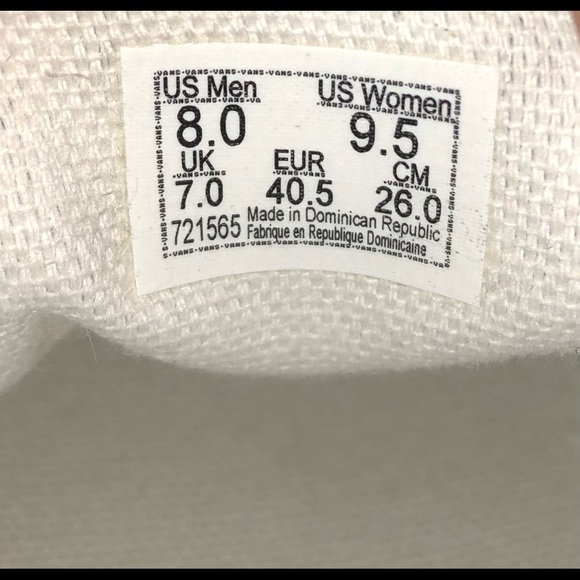 US Men US Women
8.0 9.5
UK EUR CM
7.0 40.5 26.0
721565 Made in Dominican Republic
Fabrique en Republique Dominicaine